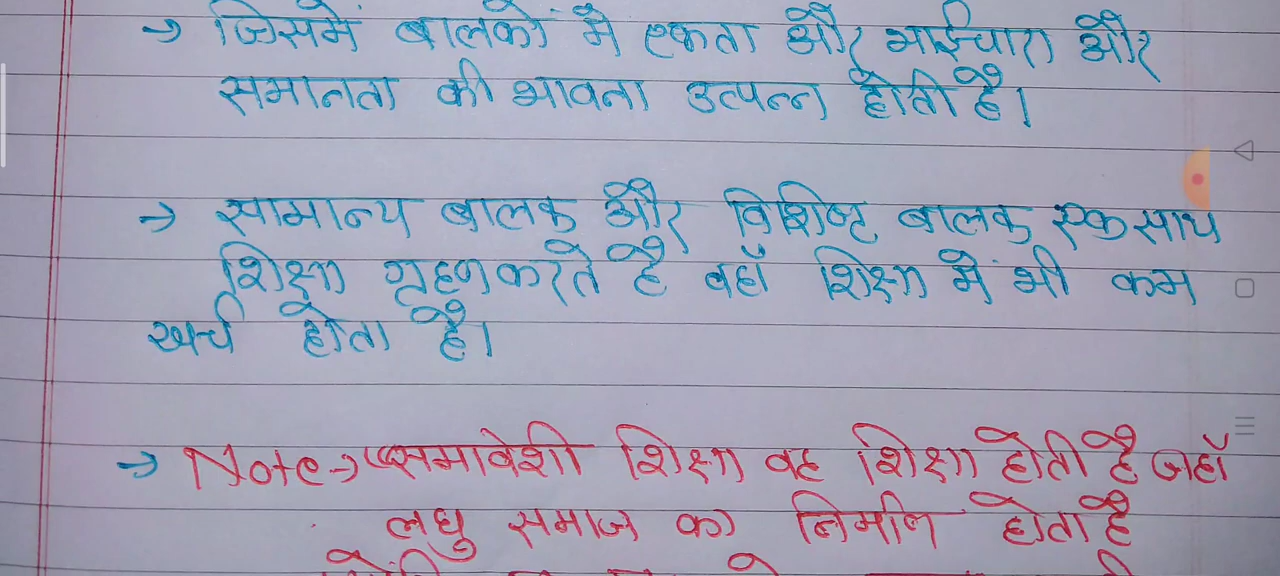 → जिसमें बालकों में एकता और भाईचारा और
समानता की भावना उत्पन्न होती है।
→ सामान्य बालक और विशिष्ट बालक एक साथ
शिक्षा ग्रहण करते है वहाँ शिक्षा में भी कम
खर्च होता है।
→ Note→ "समावेशी शिक्षा वह शिक्षा होती है जहाँ
लघु समाज का निर्माण होता है